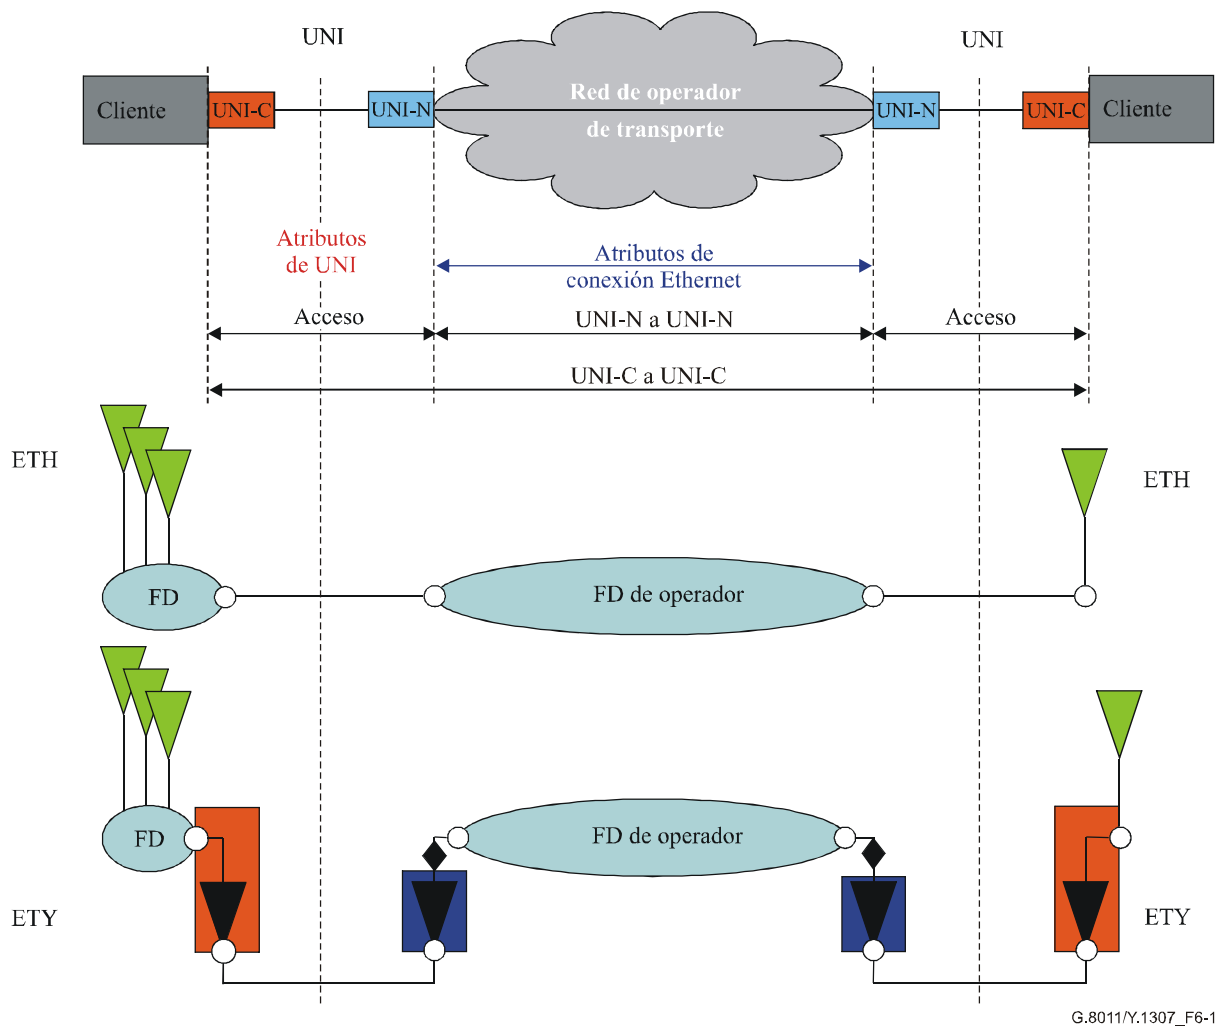 UNI
UNI
Cliente
UNI-C
UNI-N
Red de operador
de transporte
UNI-N
UNI-C
Cliente
Atributos
de UNI
Atributos de
conexión Ethernet
Acceso
UNI-N a UNI-N
Acceso
UNI-C a UNI-C
ETH
ETH
FD
FD de operador
FD
FD de operador
ETY
ETY
G.8011/Y.1307_F6-1